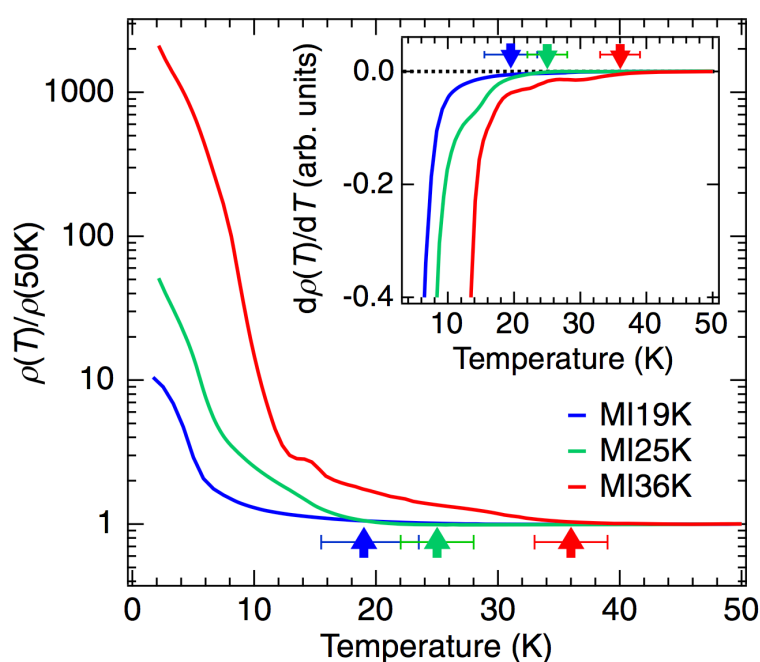 ρ(T)/ρ(50K)
1000
100
10
1
0
10
20
30
40
50
Temperature (K)
dρ(T)/dT (arb. units)
0.0
-0.2
-0.4
10
20
30
40
50
Temperature (K)
MI19K
MI25K
MI36K